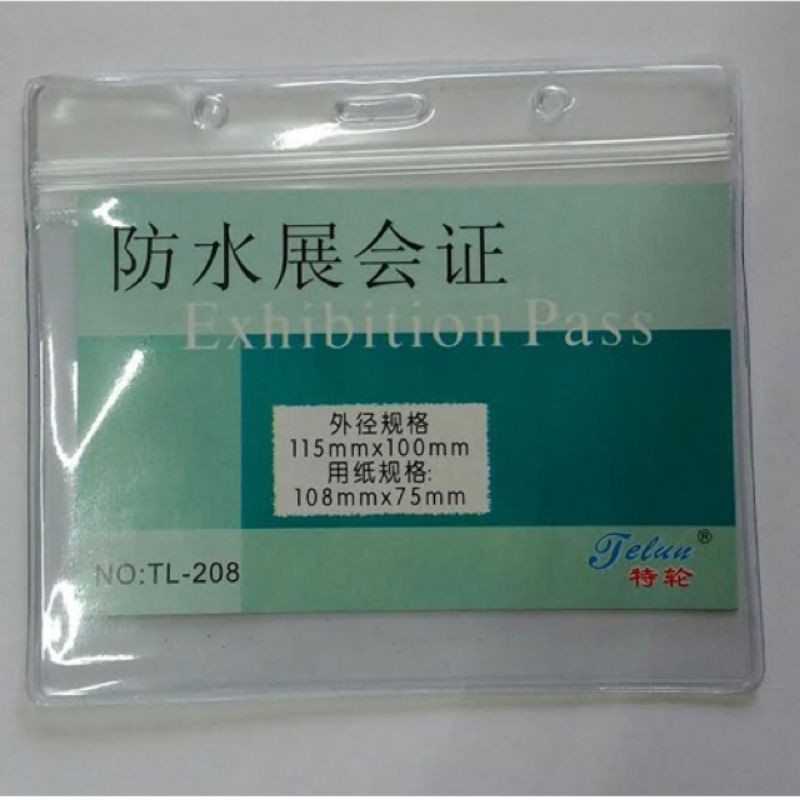 防水展会证
Exhibition Pass
外径规格
115mmx100mm
用纸规格:
108mmx75mm
NO:TL-208
Telun®
特轮